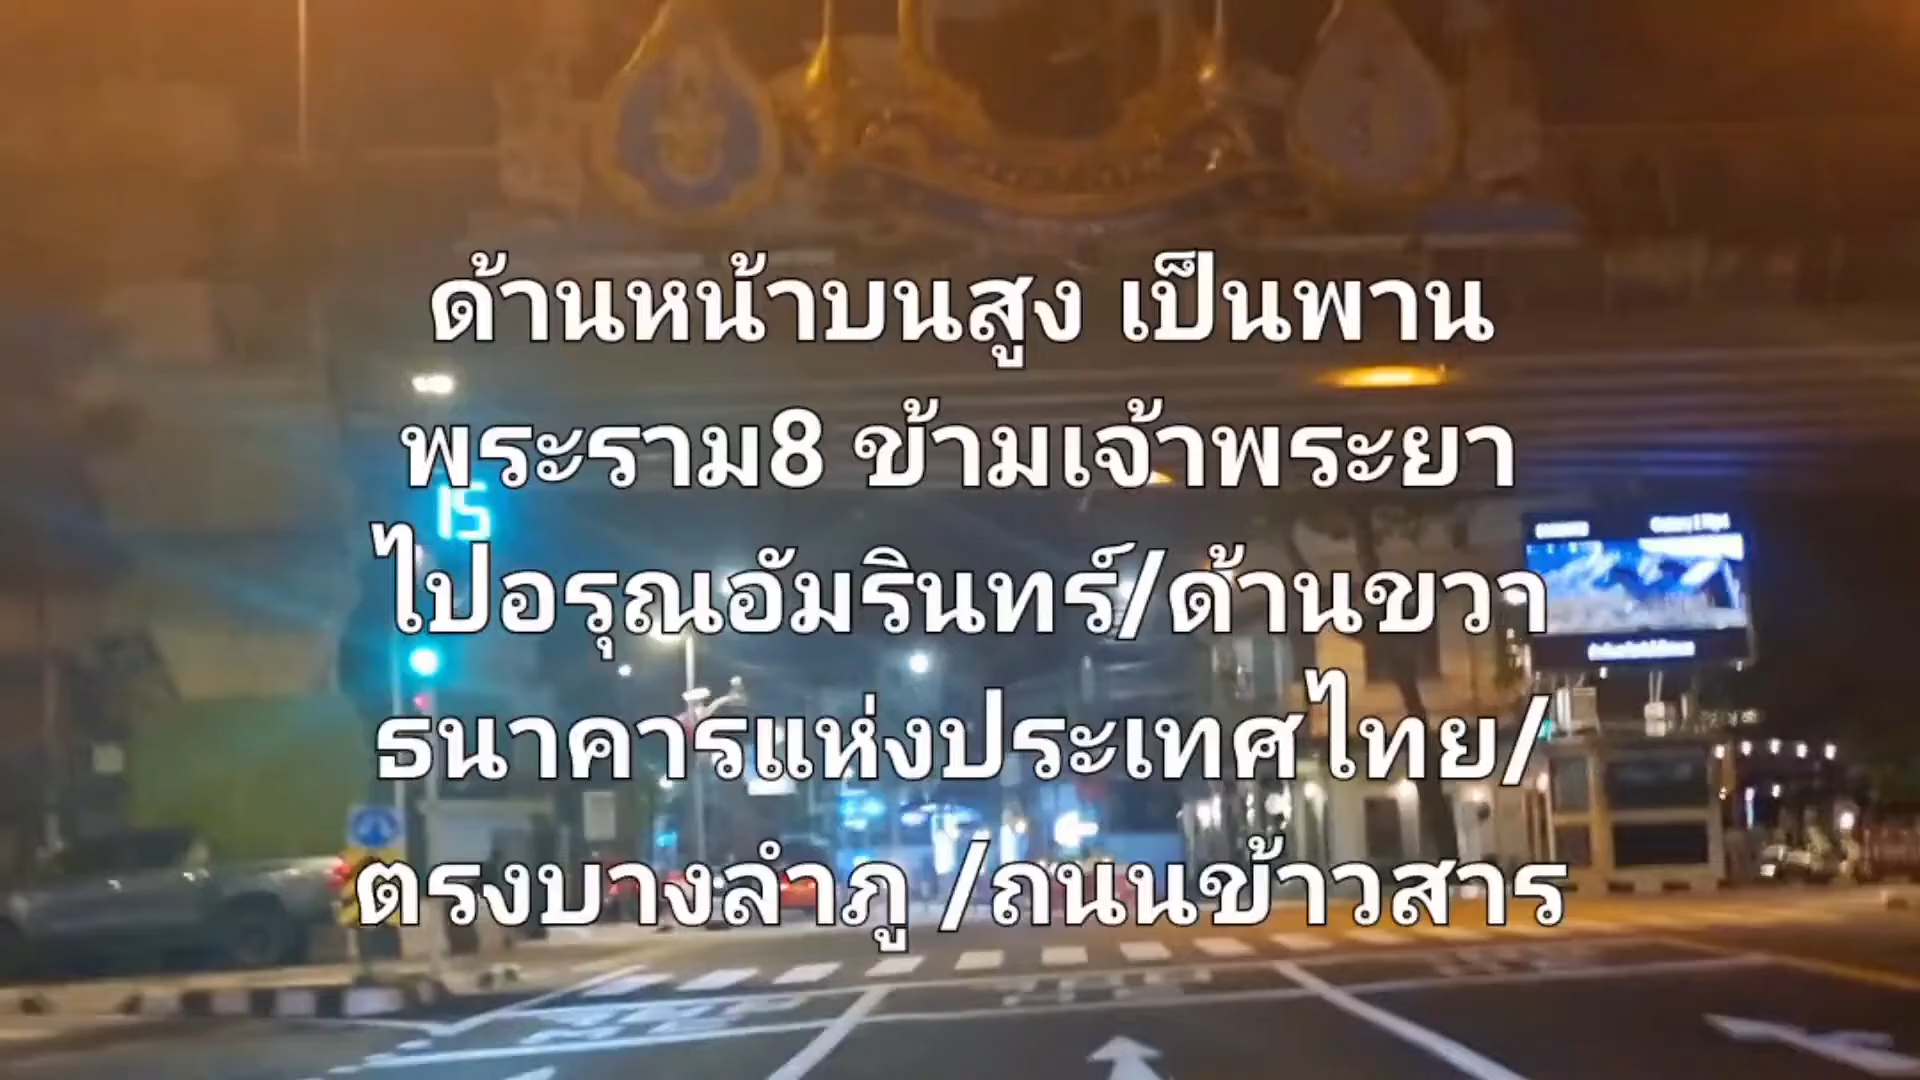 ด้านหน้าบนสูง เป็นพาน
พระราม8 ข้ามเจ้าพระยา
15
ไปอรุณอัมรินทร์/ด้านขวา
ธนาคารแห่งประเทศไทย/
ตรงบางลำภู /ถนนข้าวสาร